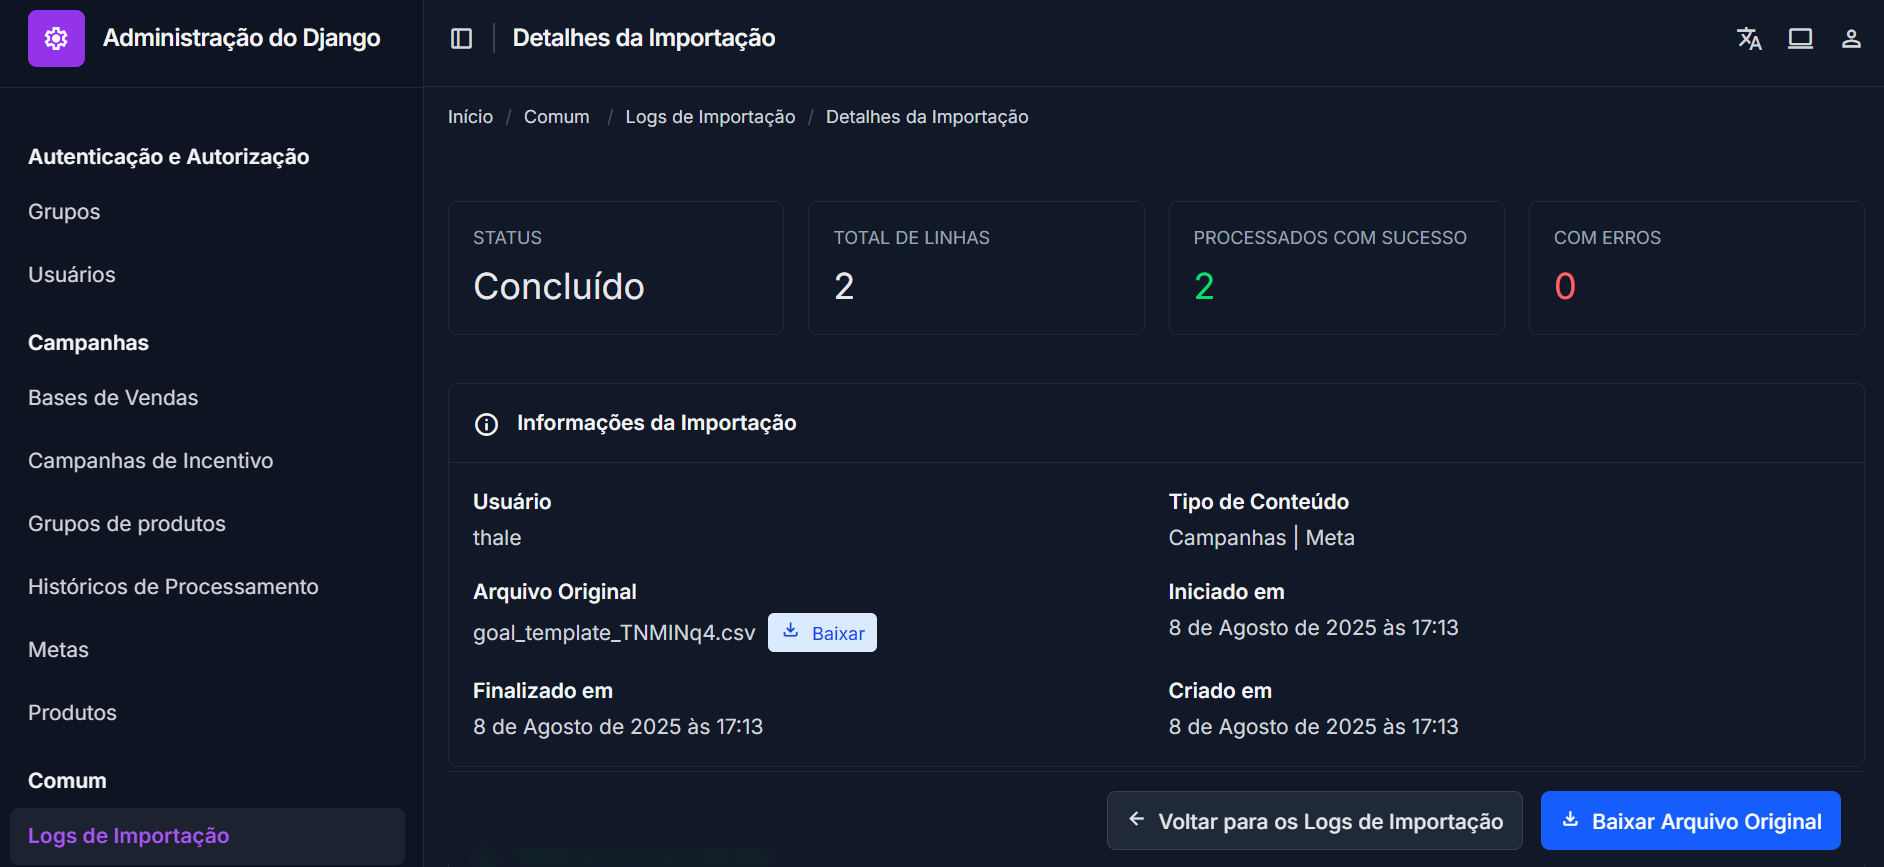 Administração do Django
Detalhes da Importação
Início / Comum / Logs de Importação / Detalhes da Importação
Autenticação e Autorização
Grupos
Usuários
Campanhas
Bases de Vendas
Campanhas de Incentivo
Grupos de produtos
Históricos de Processamento
Metas
Produtos
Comum
Logs de Importação
STATUS
Concluído
TOTAL DE LINHAS
2
PROCESSADOS COM SUCESSO
2
COM ERROS
0
Informações da Importação
Usuário
thale
Tipo de Conteúdo
Campanhas | Meta
Arquivo Original
goal_template_TNMINq4.csv Baixar
Iniciado em
8 de Agosto de 2025 às 17:13
Finalizado em
8 de Agosto de 2025 às 17:13
Criado em
8 de Agosto de 2025 às 17:13
Voltar para os Logs de Importação
Baixar Arquivo Original